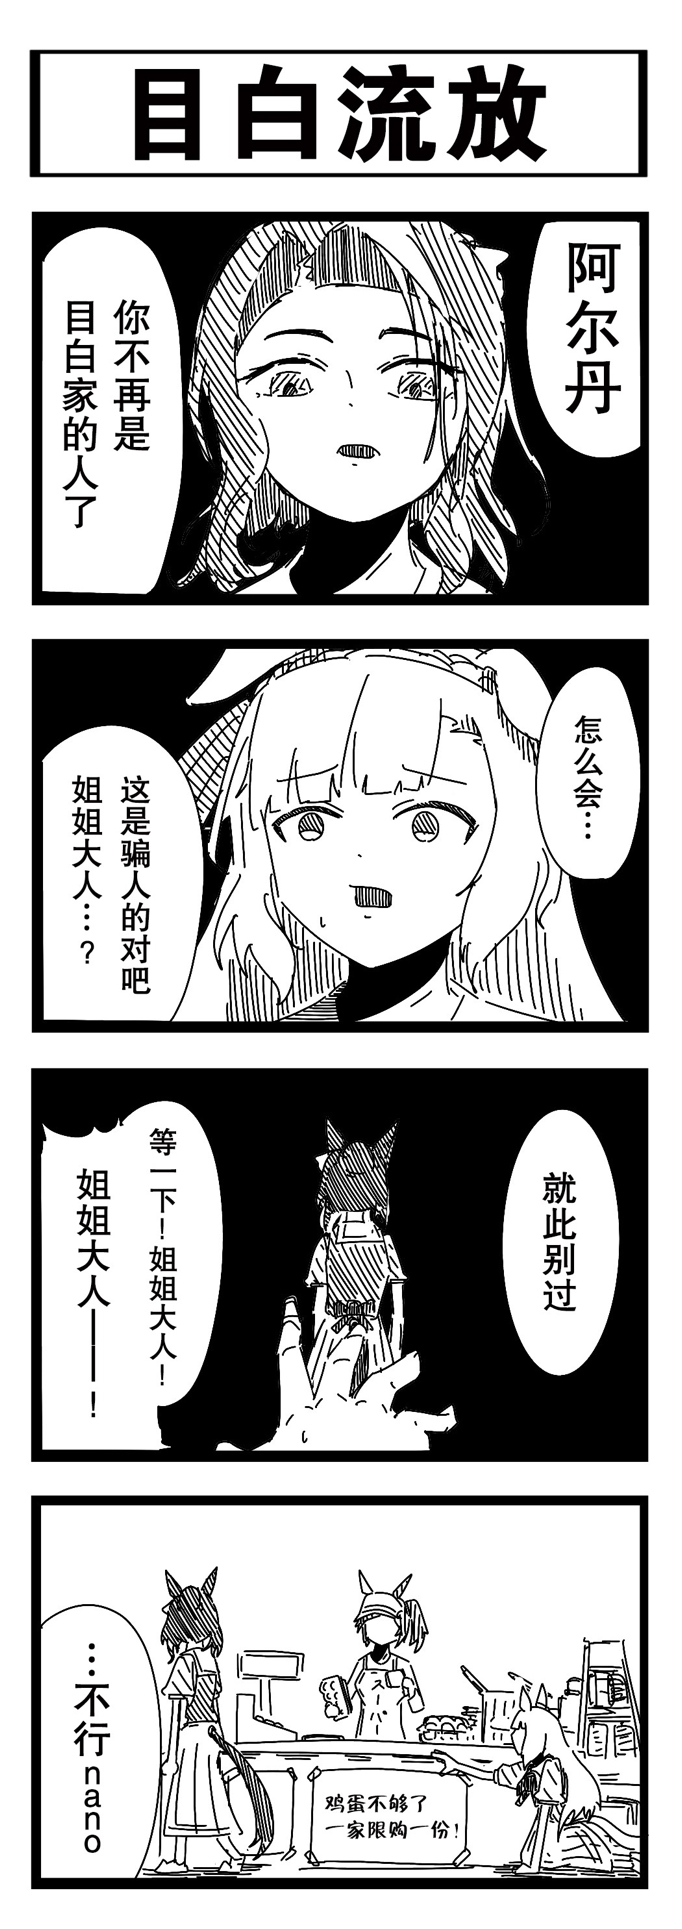 目白流放
阿尔丹
你不再是
目白家的人了
怎么会…
这是骗人的对吧
姐姐大人…?
就此别过
等一下!姐姐大人!
姐姐大人——!
…不行nano
鸡蛋不够了
一家限购一份!